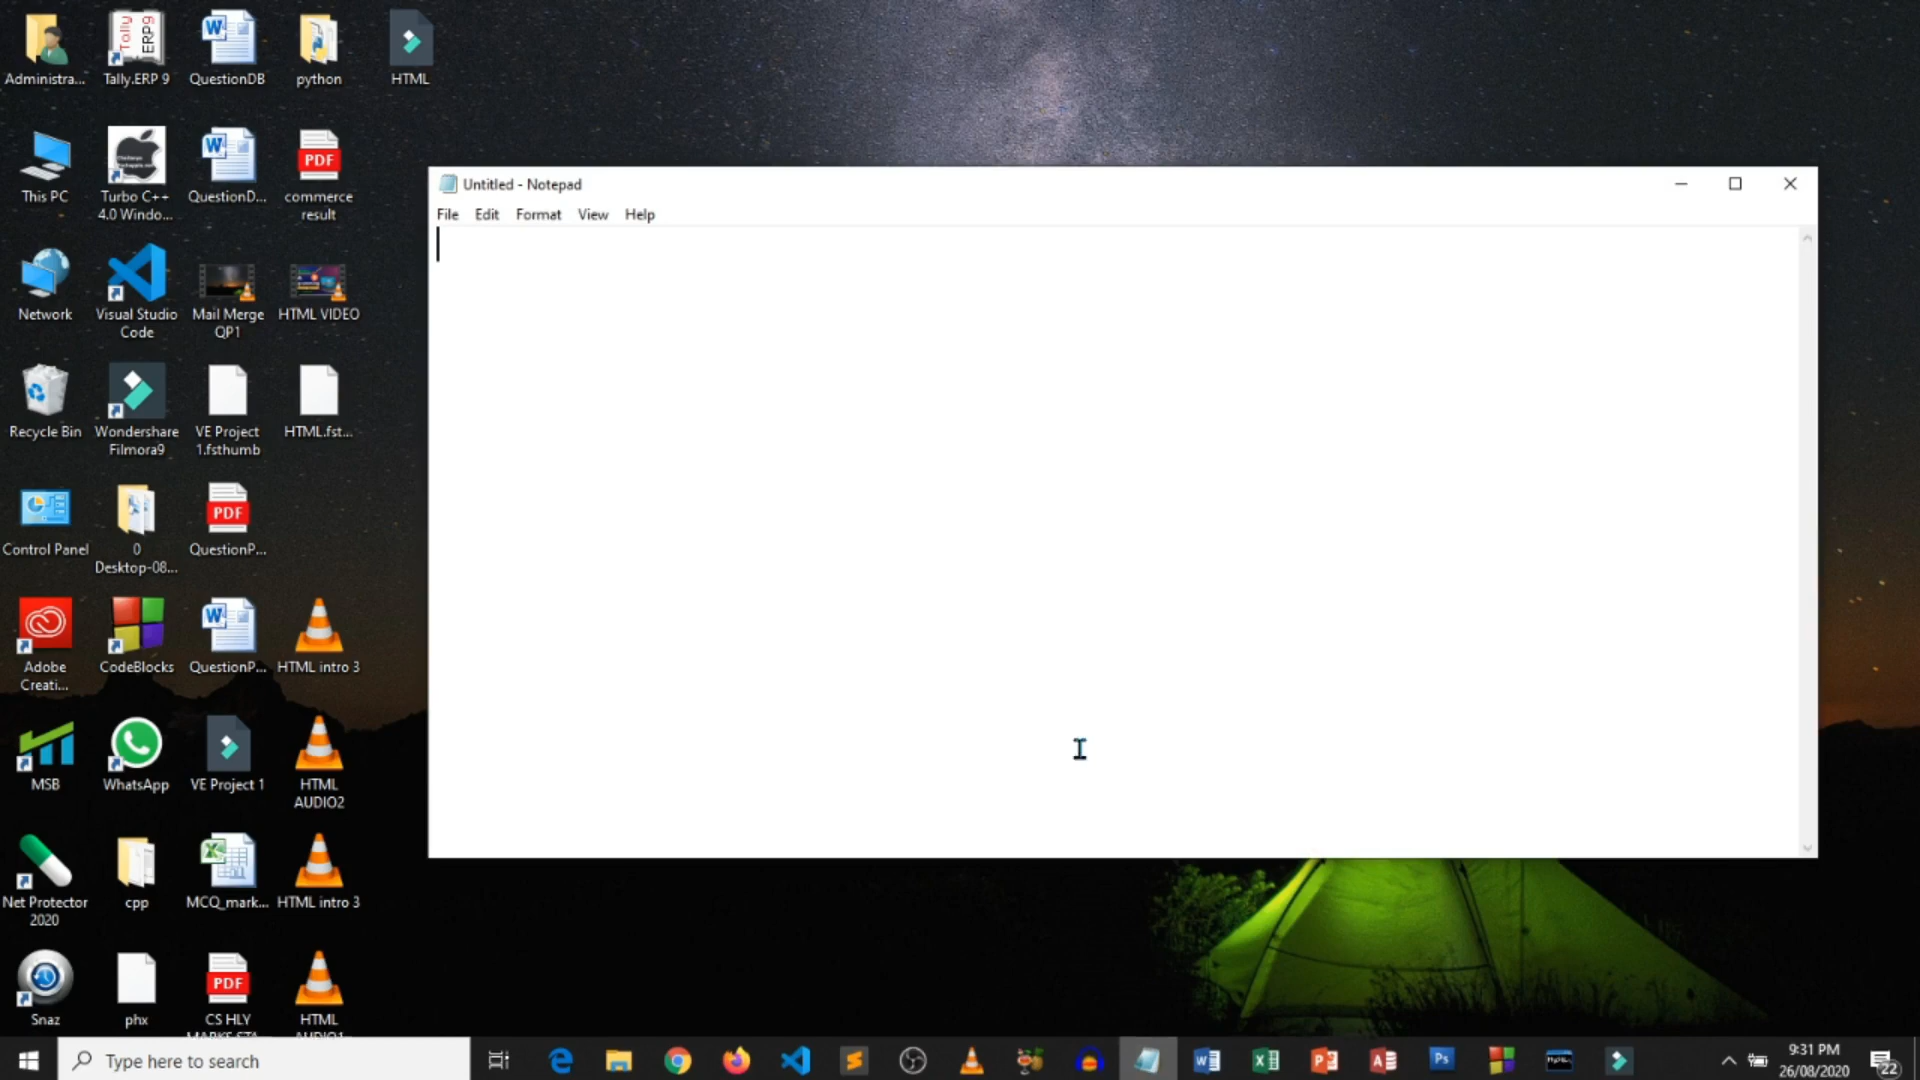 Administra...
Tally.ERP 9
QuestionDB
python
HTML
This PC
Turbo C++
4.0 Windo...
QuestionD...
PDF
commerce
result
Untitled - Notepad
File Edit Format View Help
Network
Visual Studio
Code
Mail Merge
QP1
HTML VIDEO
Recycle Bin
Wondershare
Filmora9
VE Project
1.fsthumb
HTML.fst...
Control Panel
0
Desktop-08...
PDF
QuestionP...
Adobe
Creati...
CodeBlocks
QuestionP...
HTML intro 3
MSB
WhatsApp
VE Project 1
HTML
AUDIO2
Net Protector
2020
cpp
MCQ_mark...
HTML intro 3
Snaz
phx
PDF
CS HLY
HTML
Type here to search
9:31 PM
26/08/2020
22